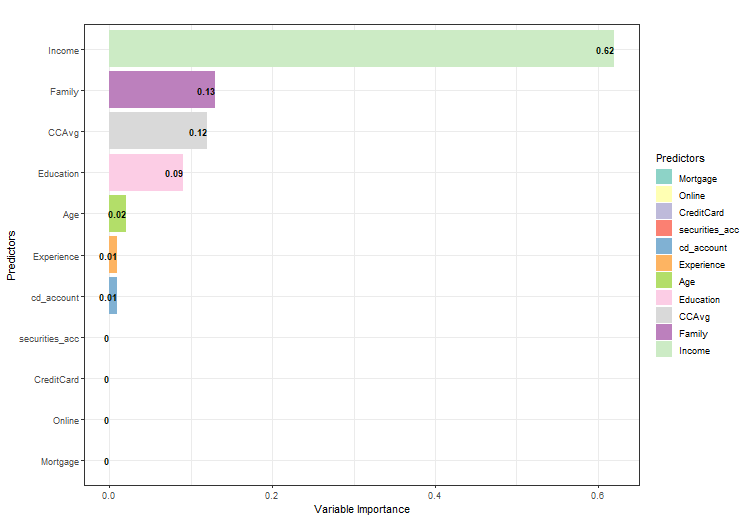 Income 0.62
Family 0.13
CCAvg 0.12
Education 0.09
Age 0.02
Experience 0.01
cd_account 0.01
securities_acc 0
CreditCard 0
Online 0
Mortgage 0
0.0 0.2 0.4 0.6
Variable Importance
Predictors
Predictors
Mortgage
Online
CreditCard
securities_acc
cd_account
Experience
Age
Education
CCAvg
Family
Income